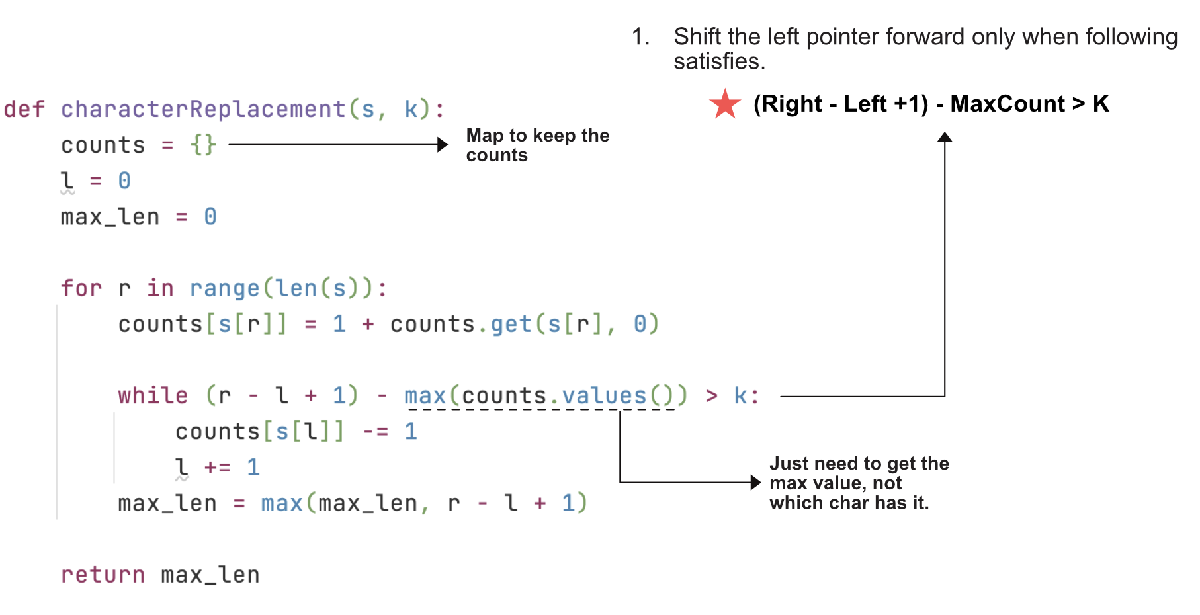 1. Shift the left pointer forward only when following
satisfies.
(Right - Left +1) - MaxCount > K
def characterReplacement(s, k):
counts = {}
Map to keep the
counts
l = 0
max_len = 0
for r in range(len(s)):
counts[s[r]] = 1 + counts.get(s[r], 0)
while (r - l + 1) - max(counts.values()) > k:
counts[s[l]] -= 1
l += 1
Just need to get the
max value, not
which char has it.
max_len = max(max_len, r - l + 1)
return max_len